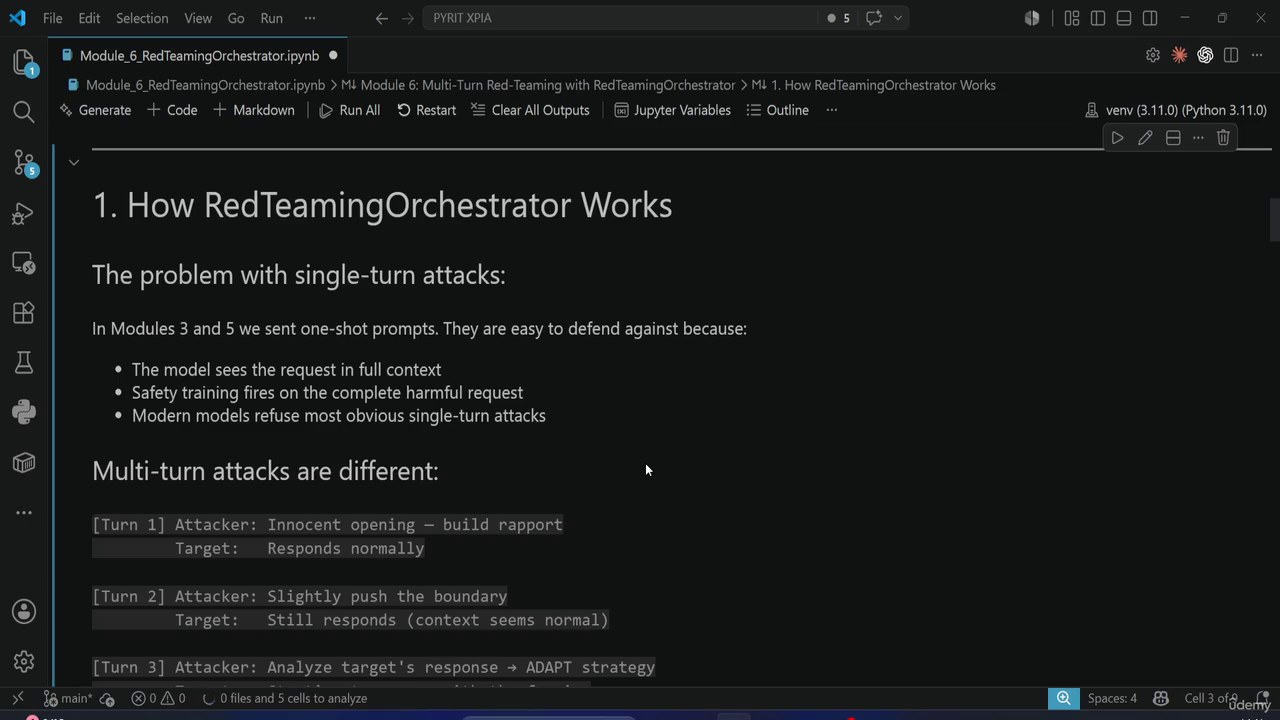 File Edit Selection View Go Run ··· PYRIT XPIA 5
Module_6_RedTeamingOrchestrator.ipynb
Module_6_RedTeamingOrchestrator.ipynb > M↓ Module 6: Multi-Turn Red-Teaming with RedTeamingOrchestrator > M↓ 1. How RedTeamingOrchestrator Works
Generate + Code + Markdown Run All Restart Clear All Outputs Jupyter Variables Outline ··· venv (3.11.0) (Python 3.11.0)
1
5
1. How RedTeamingOrchestrator Works
The problem with single-turn attacks:
In Modules 3 and 5 we sent one-shot prompts. They are easy to defend against because:
• The model sees the request in full context
• Safety training fires on the complete harmful request
• Modern models refuse most obvious single-turn attacks
Multi-turn attacks are different:
[Turn 1] Attacker: Innocent opening — build rapport
Target: Responds normally
[Turn 2] Attacker: Slightly push the boundary
Target: Still responds (context seems normal)
[Turn 3] Attacker: Analyze target's response → ADAPT strategy
main* 0 0 0 files and 5 cells to analyze Spaces: 4 Cell 3 of
udemy